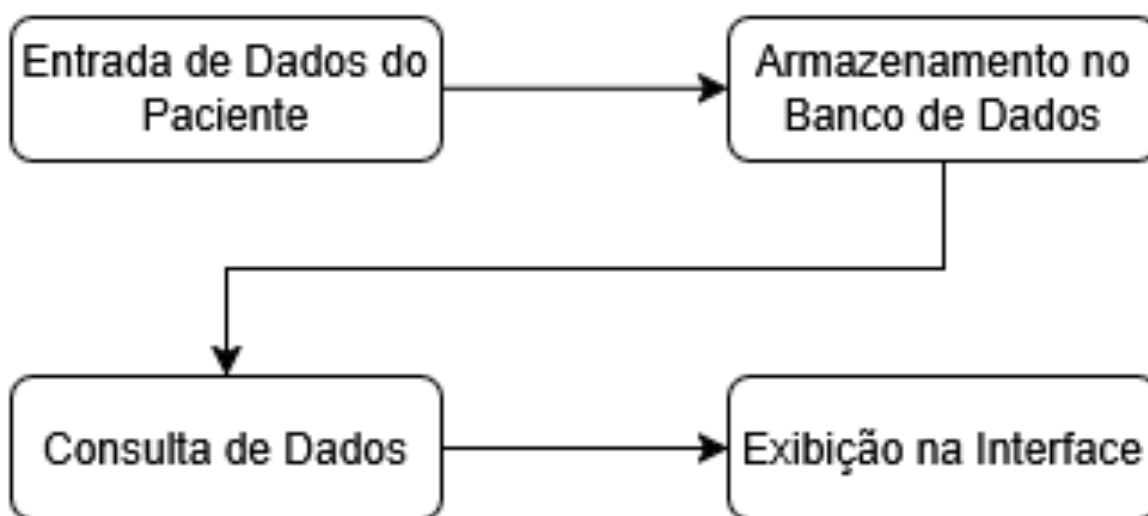 Entrada de Dados do
Paciente
Armazenamento no
Banco de Dados
Consulta de Dados
Exibição na Interface